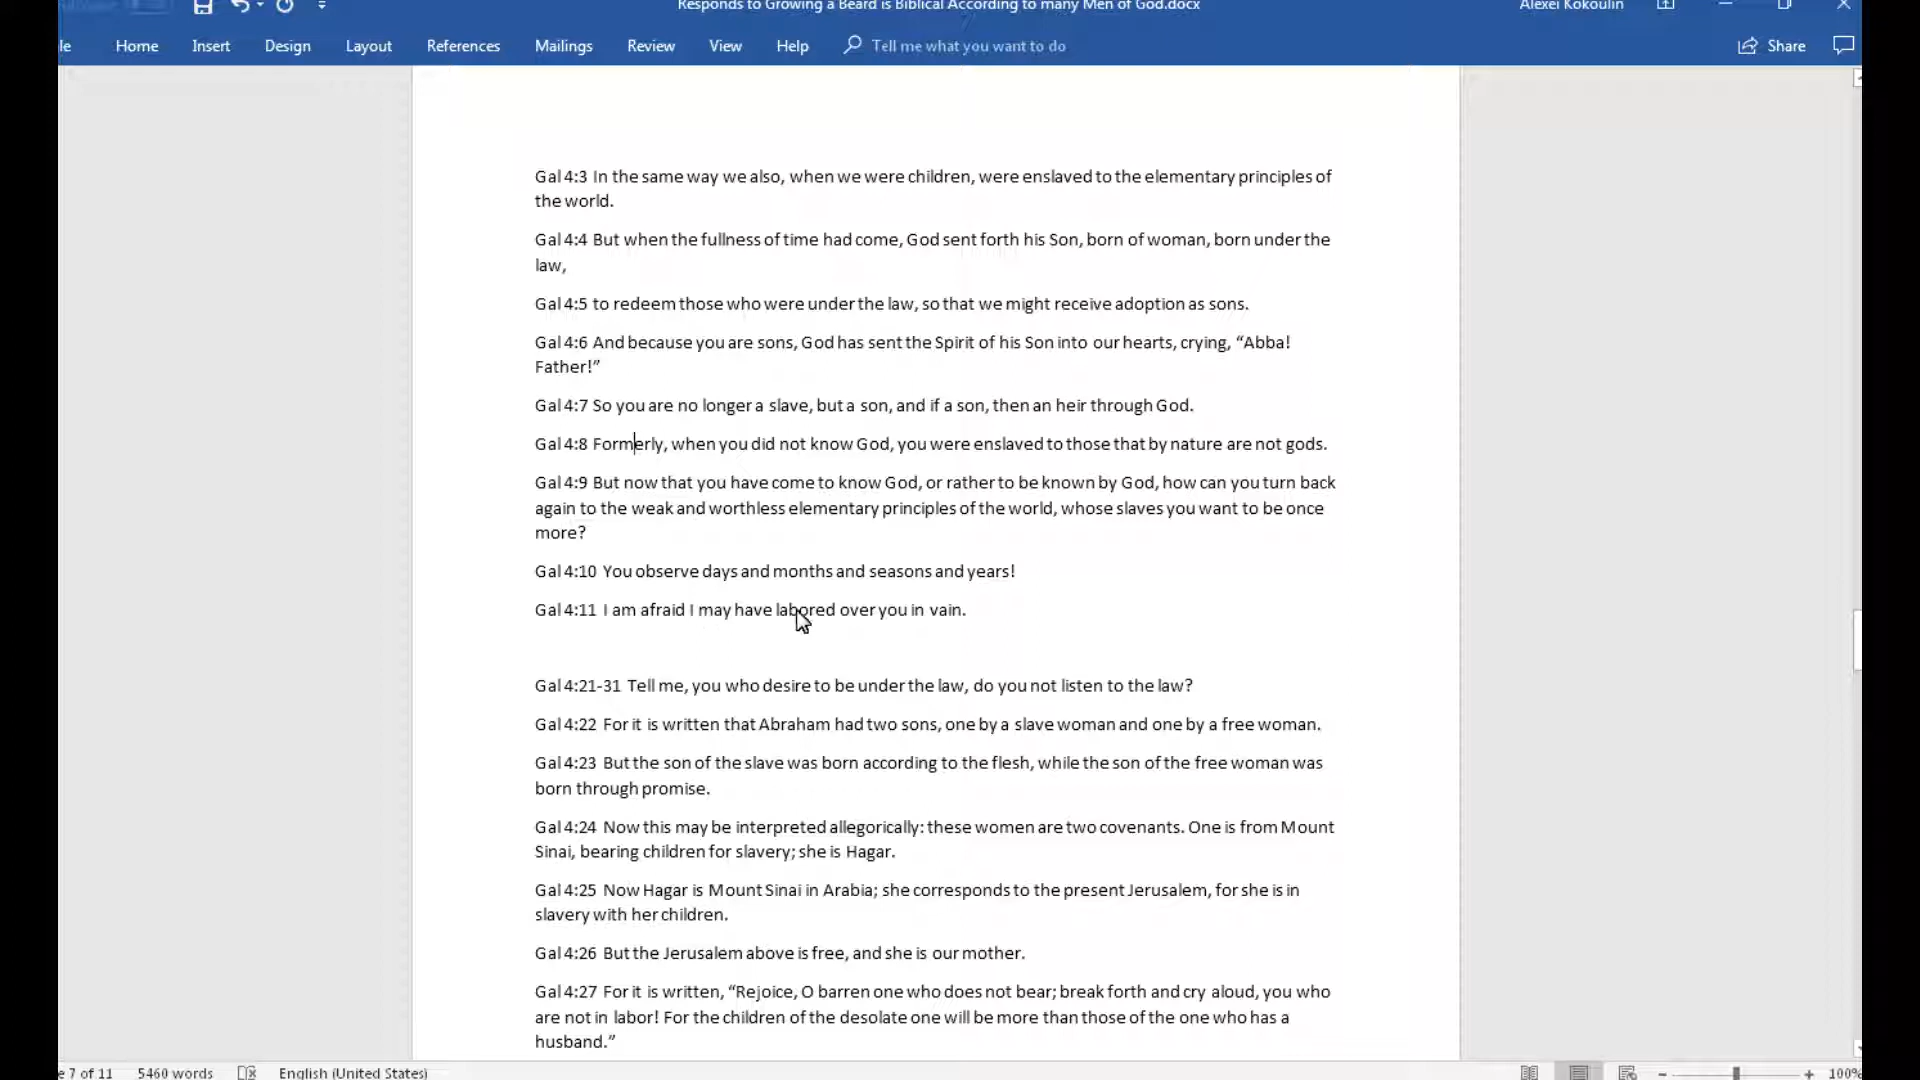 Responds to Growing a Beard is Biblical According to many Men of God.docx
Alexei Kokoulin
le Home Insert Design Layout References Mailings Review View Help Tell me what you want to do Share
Gal 4:3 In the same way we also, when we were children, were enslaved to the elementary principles of
the world.
Gal 4:4 But when the fullness of time had come, God sent forth his Son, born of woman, born under the
law,
Gal 4:5 to redeem those who were under the law, so that we might receive adoption as sons.
Gal 4:6 And because you are sons, God has sent the Spirit of his Son into our hearts, crying, “Abba!
Father!”
Gal 4:7 So you are no longer a slave, but a son, and if a son, then an heir through God.
Gal 4:8 Formerly, when you did not know God, you were enslaved to those that by nature are not gods.
Gal 4:9 But now that you have come to know God, or rather to be known by God, how can you turn back
again to the weak and worthless elementary principles of the world, whose slaves you want to be once
more?
Gal 4:10 You observe days and months and seasons and years!
Gal 4:11 I am afraid I may have labored over you in vain.
Gal 4:21-31 Tell me, you who desire to be under the law, do you not listen to the law?
Gal 4:22 For it is written that Abraham had two sons, one by a slave woman and one by a free woman.
Gal 4:23 But the son of the slave was born according to the flesh, while the son of the free woman was
born through promise.
Gal 4:24 Now this may be interpreted allegorically: these women are two covenants. One is from Mount
Sinai, bearing children for slavery; she is Hagar.
Gal 4:25 Now Hagar is Mount Sinai in Arabia; she corresponds to the present Jerusalem, for she is in
slavery with her children.
Gal 4:26 But the Jerusalem above is free, and she is our mother.
Gal 4:27 For it is written, “Rejoice, O barren one who does not bear; break forth and cry aloud, you who
are not in labor! For the children of the desolate one will be more than those of the one who has a
husband.”
e 7 of 11 5460 words English (United States) 100%